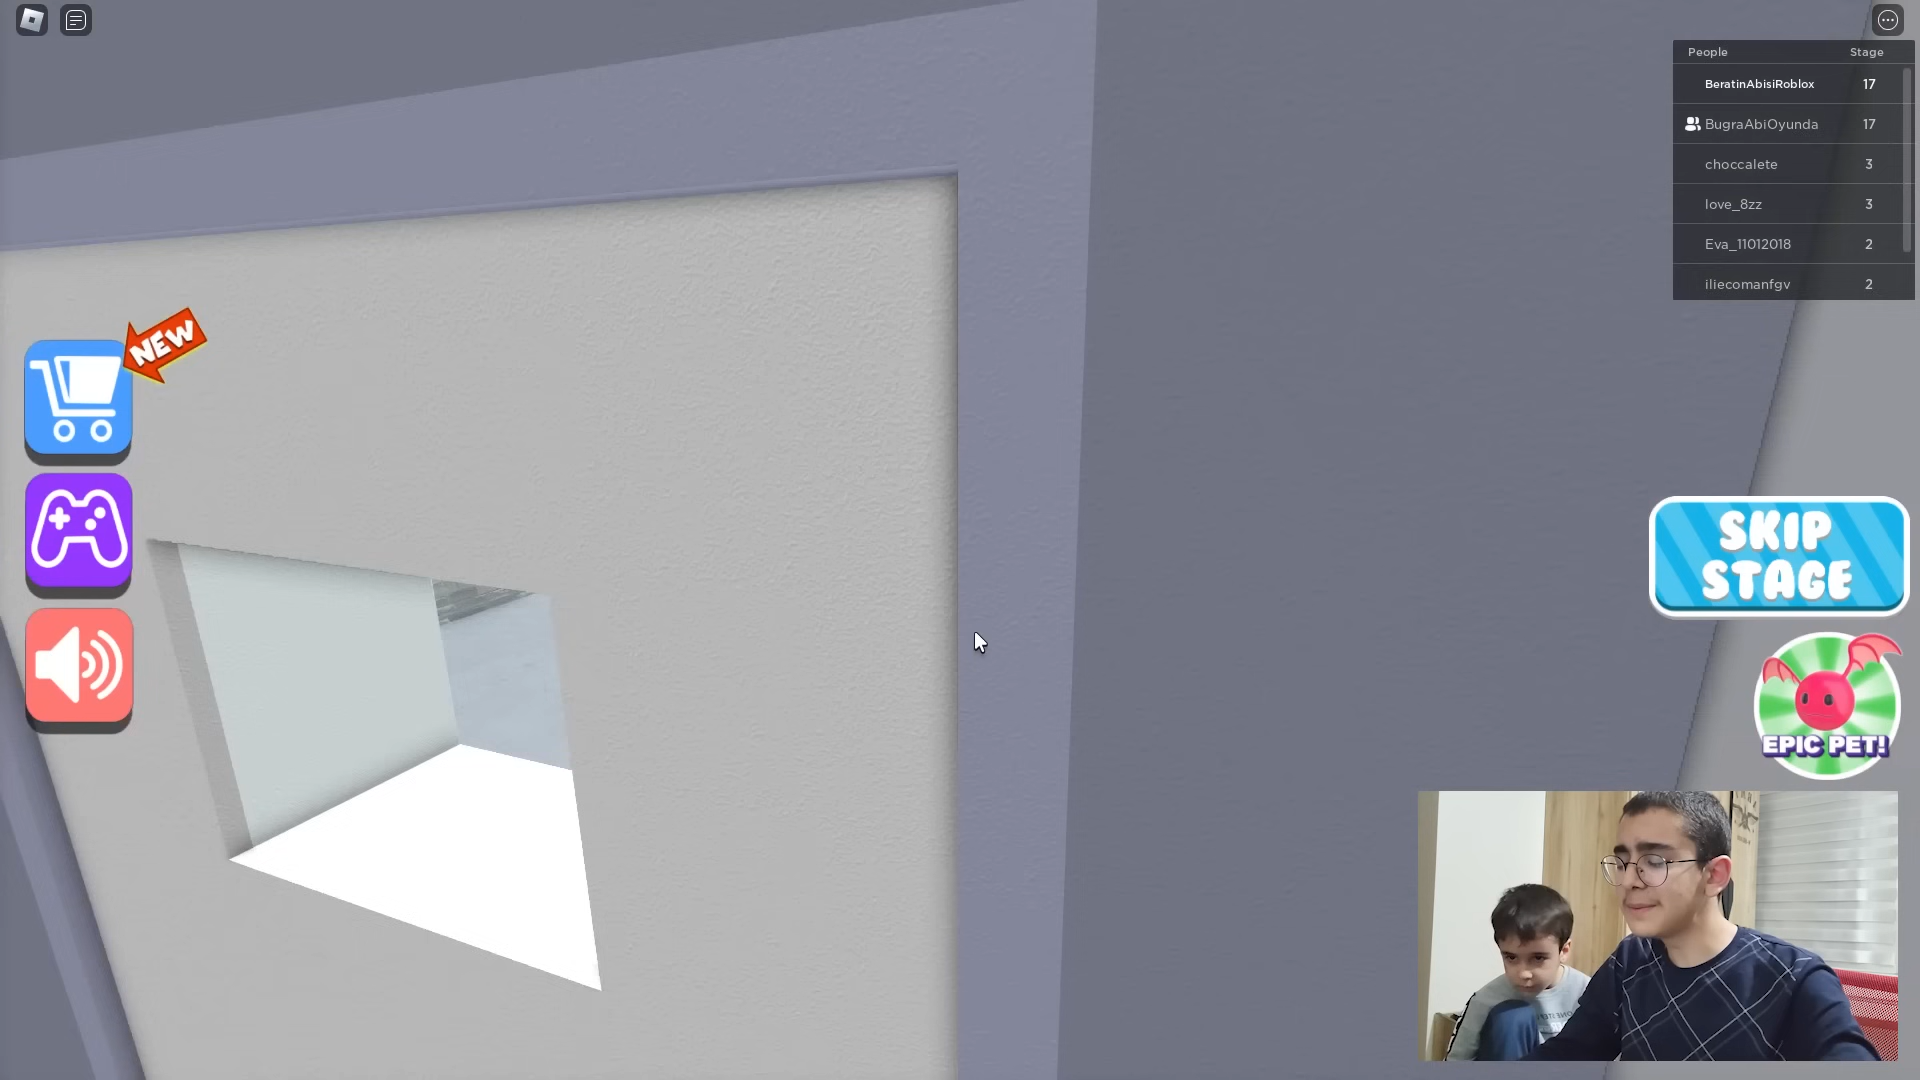 People Stage
BeratinAbisiRoblox 17
BugraAbiOyunda 17
choccalete 3
love_8zz 3
Eva_11012018 2
iliecomanfgv 2
NEW
SKIP
STAGE
EPIC PET!